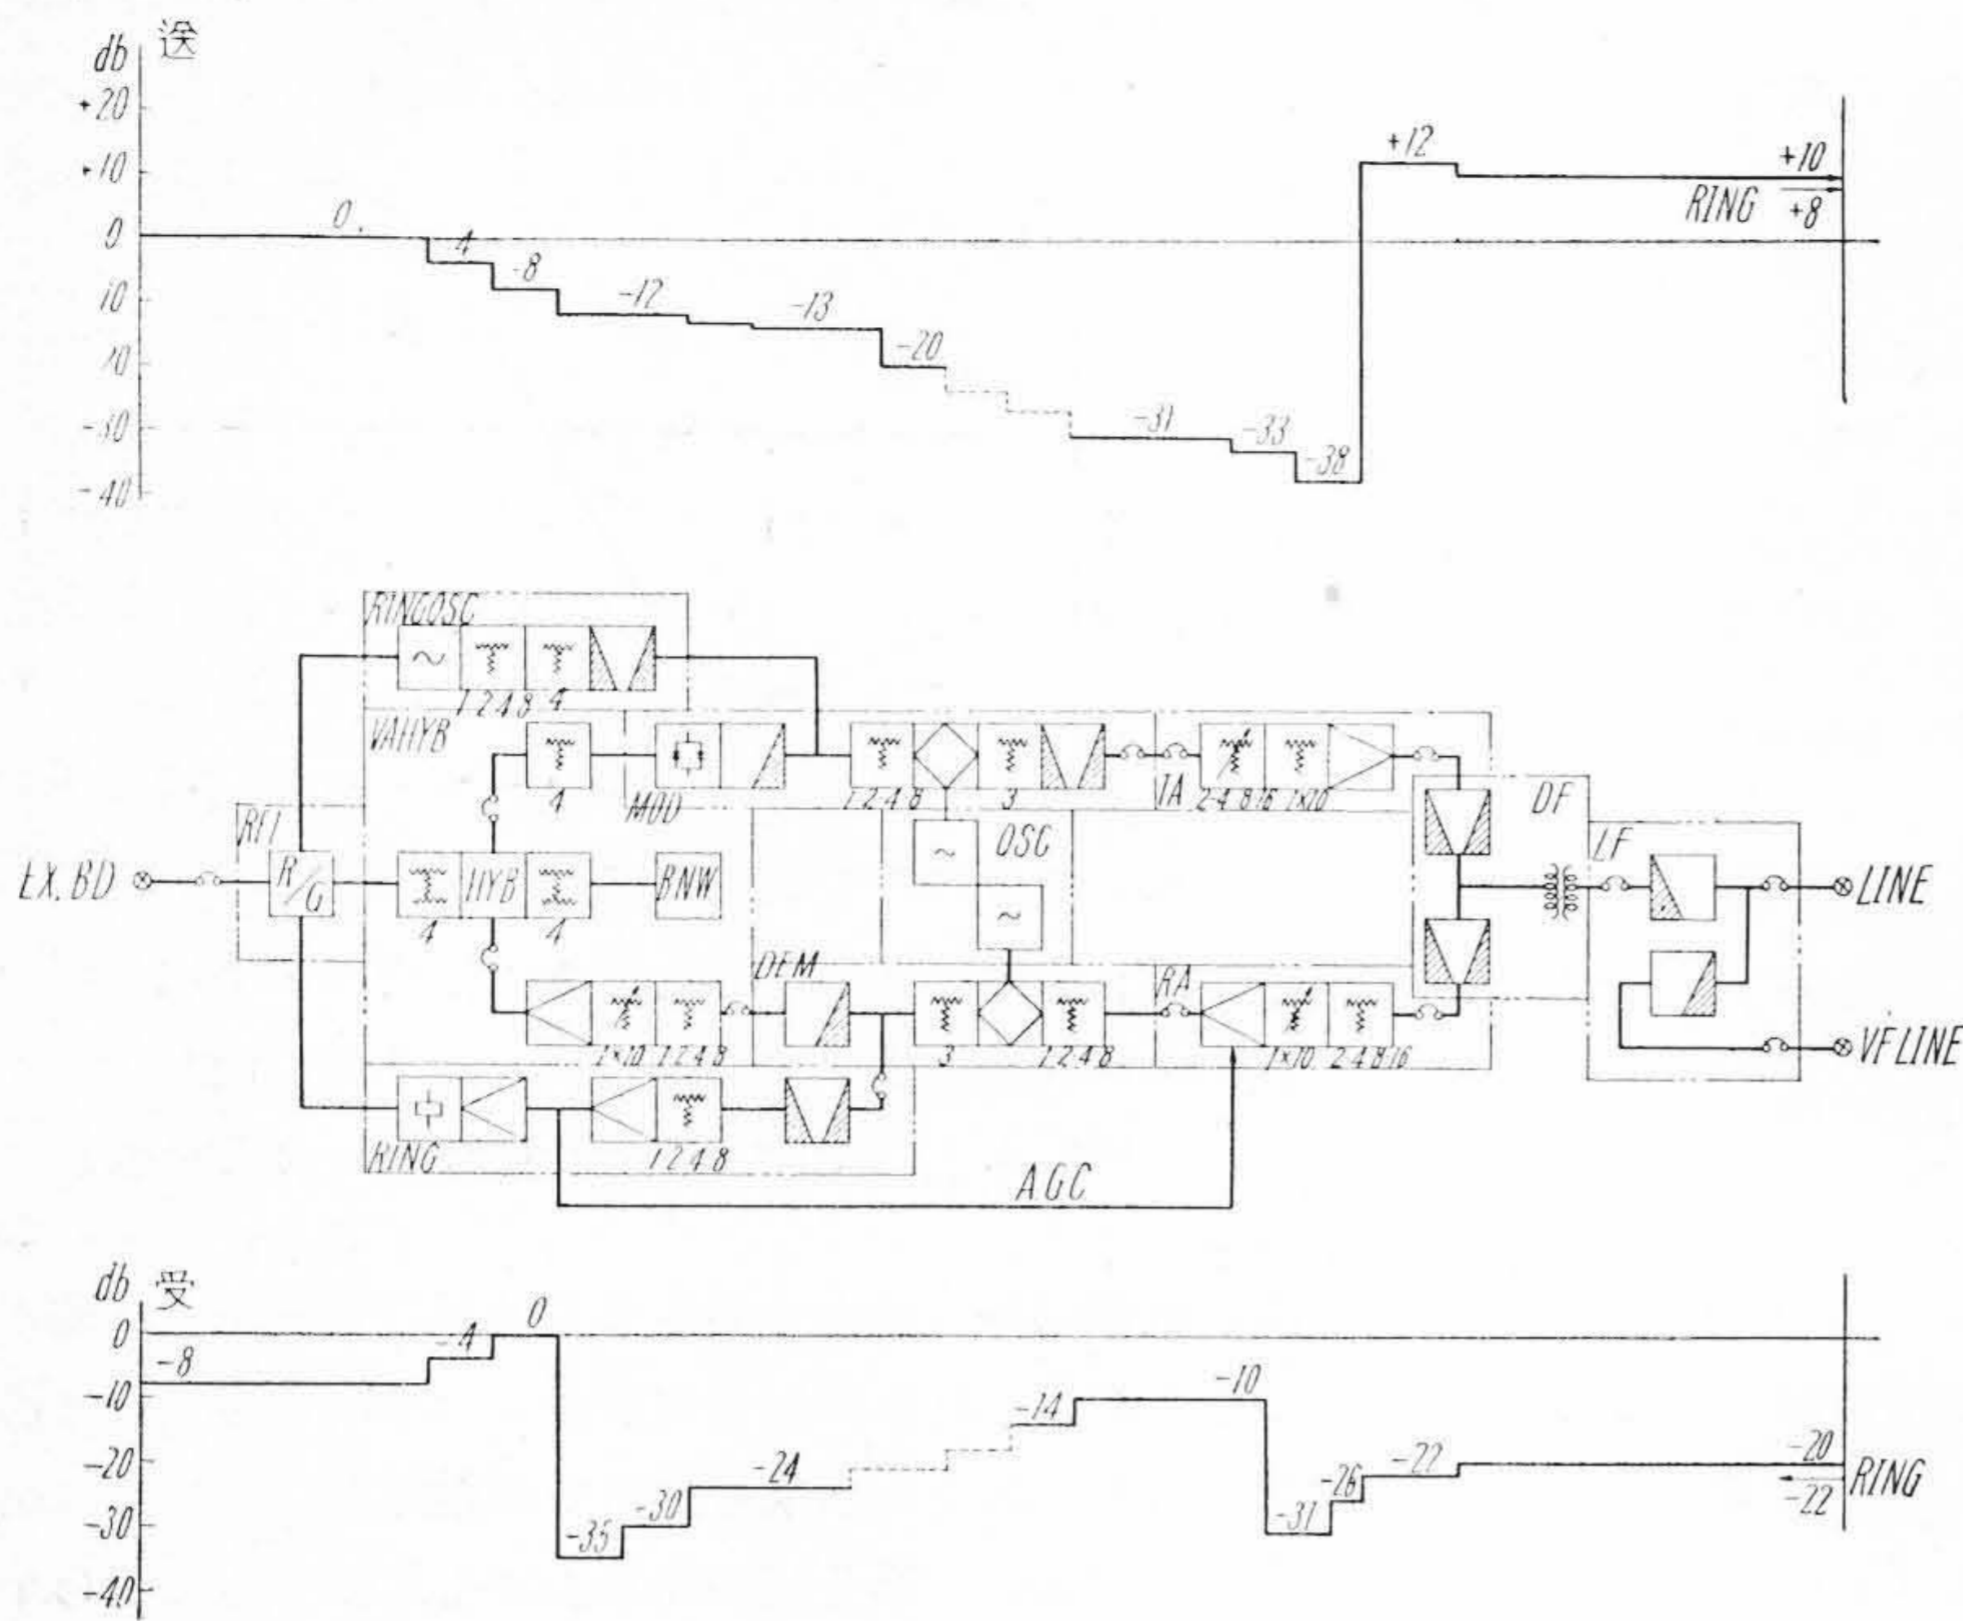 db 送
+20
+10
0
10
-30
-40
0
4
-8
-12
-13
-20
-31
-33
-38
+12
+10
RING +8
RINGOSC
1 2 4 8 4
VAHYB
4
MOD
1 2 4 8
3
TA
2·4 8 16 1×10
DF
LF
RFT
EX.BD
R/G
HYB
4
4
BNW
OSC
LINE
DEM
RA
1×10
1 2 4 8
3
1 2 4 8
1×10
2·4 8 16
VF LINE
RING
1 2 4 8
AGC
db 受
0
-10
-20
-30
-40
-8
-4
0
-35
-30
-24
-14
-10
-31
-26
-22
-20
RING
-22